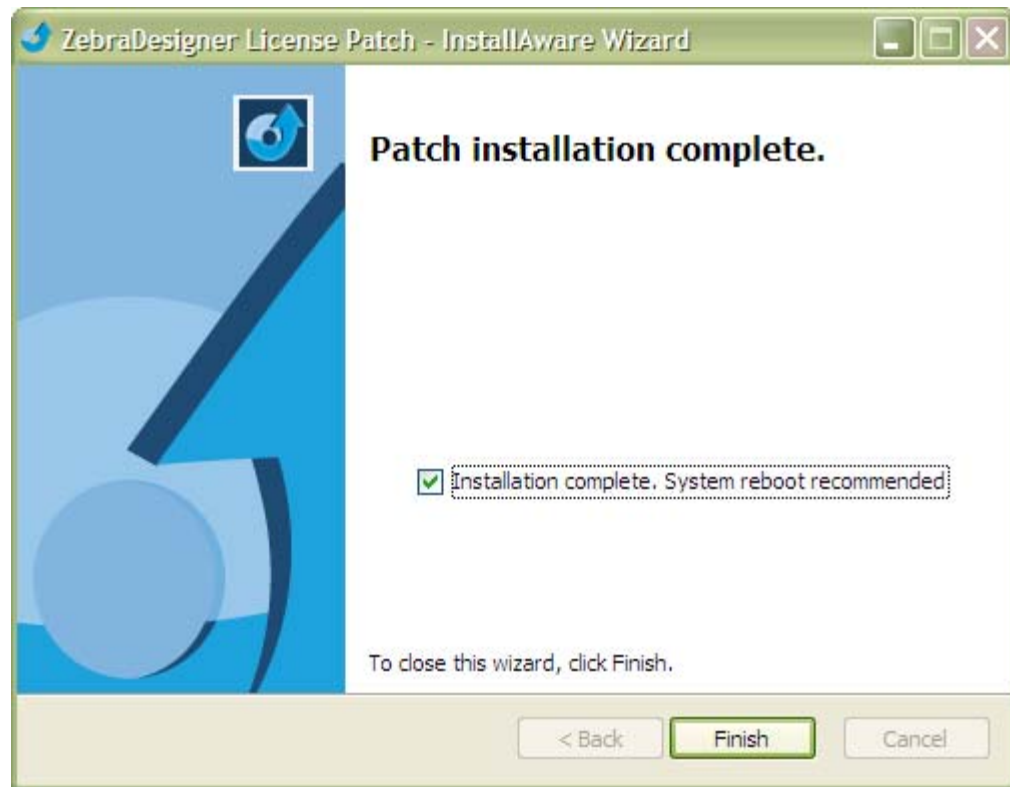 ZebraDesigner License Patch - InstallAware Wizard
Patch installation complete.
Installation complete. System reboot recommended
To close this wizard, click Finish.
< Back
Finish
Cancel